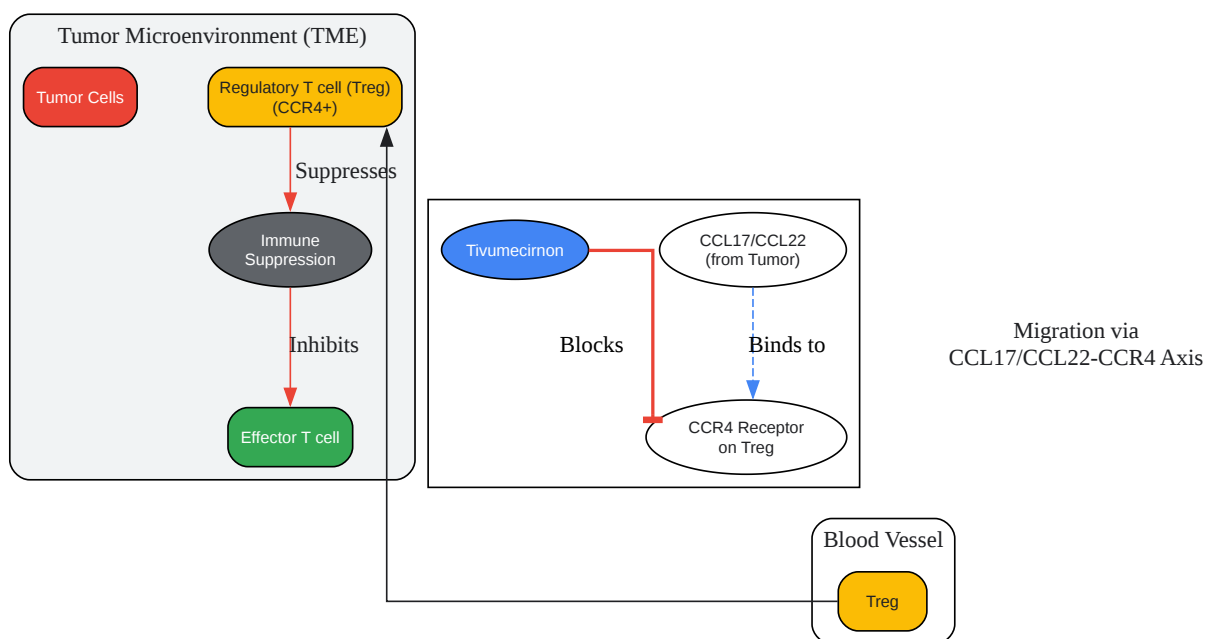 Tumor Microenvironment (TME)
Tumor Cells
Regulatory T cell (Treg)
(CCR4+)
Suppresses
Immune
Suppression
Inhibits
Effector T cell
Tivumecirnon
CCL17/CCL22
(from Tumor)
Blocks
Binds to
CCR4 Receptor
on Treg
Migration via
CCL17/CCL22-CCR4 Axis
Blood Vessel
Treg